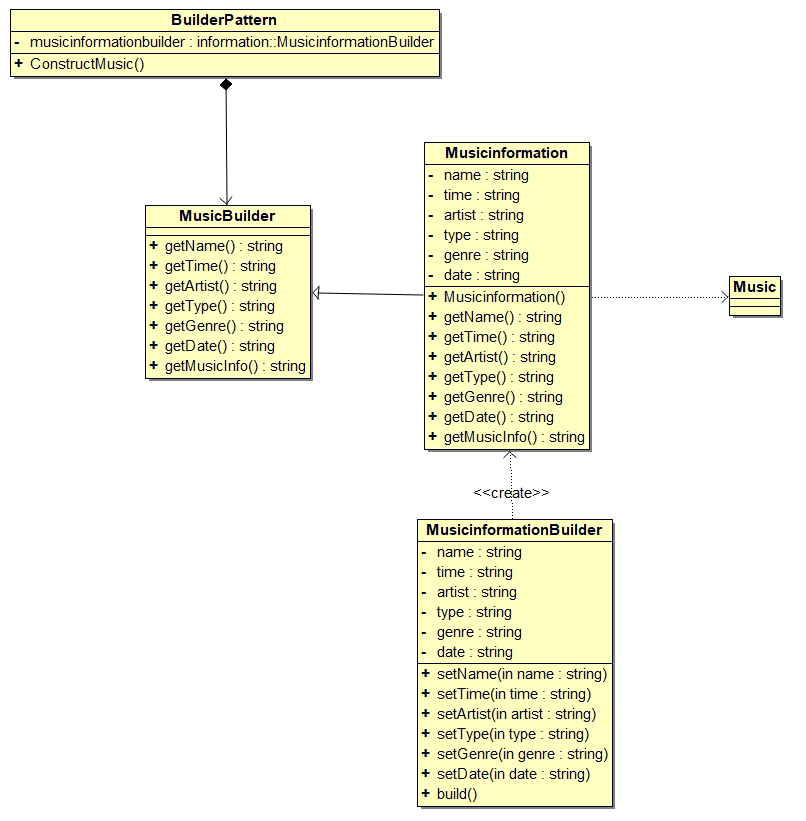 BuilderPattern
- musicinformationbuilder : information::MusicinformationBuilder
+ ConstructMusic()
MusicBuilder
+ getName() : string
+ getTime() : string
+ getArtist() : string
+ getType() : string
+ getGenre() : string
+ getDate() : string
+ getMusicInfo() : string
Musicinformation
- name : string
- time : string
- artist : string
- type : string
- genre : string
- date : string
+ Musicinformation()
+ getName() : string
+ getTime() : string
+ getArtist() : string
+ getType() : string
+ getGenre() : string
+ getDate() : string
+ getMusicInfo() : string
Music
<<create>>
MusicinformationBuilder
- name : string
- time : string
- artist : string
- type : string
- genre : string
- date : string
+ setName(in name : string)
+ setTime(in time : string)
+ setArtist(in artist : string)
+ setType(in type : string)
+ setGenre(in genre : string)
+ setDate(in date : string)
+ build()